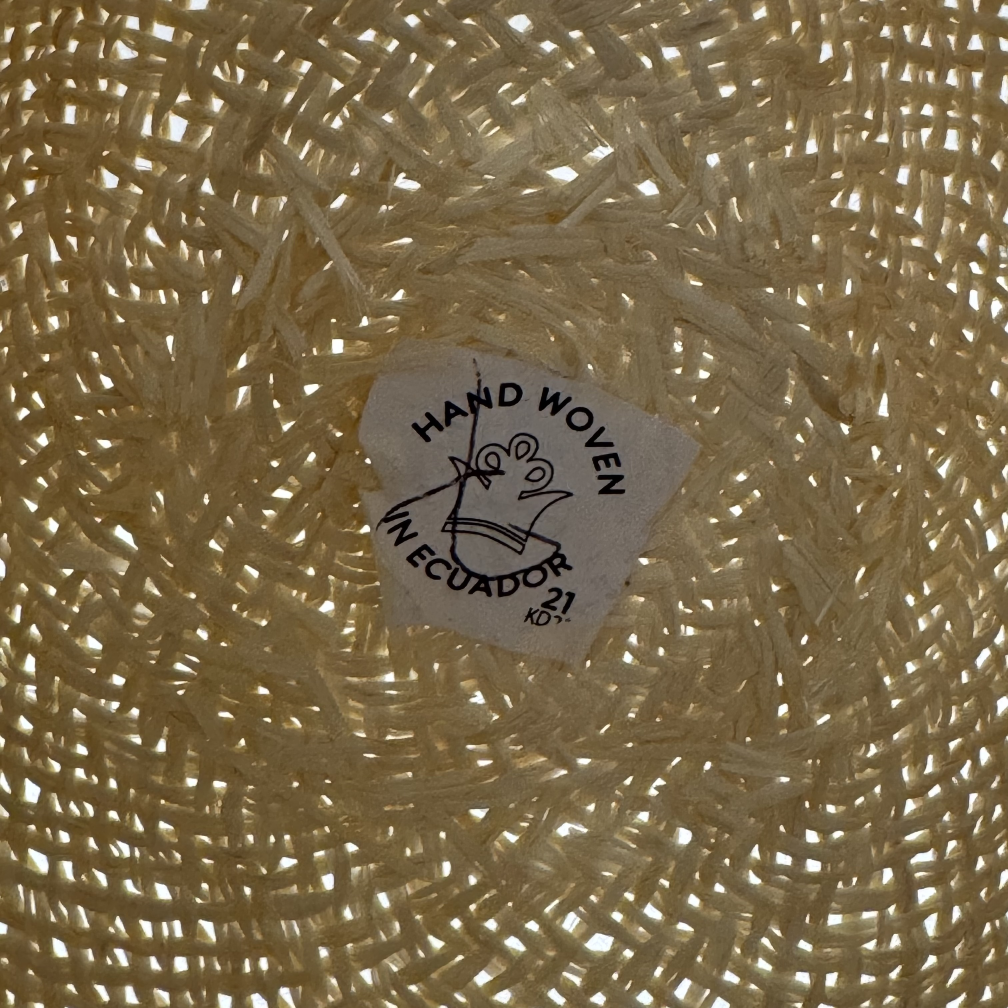 HAND WOVEN
IN ECUADOR
21